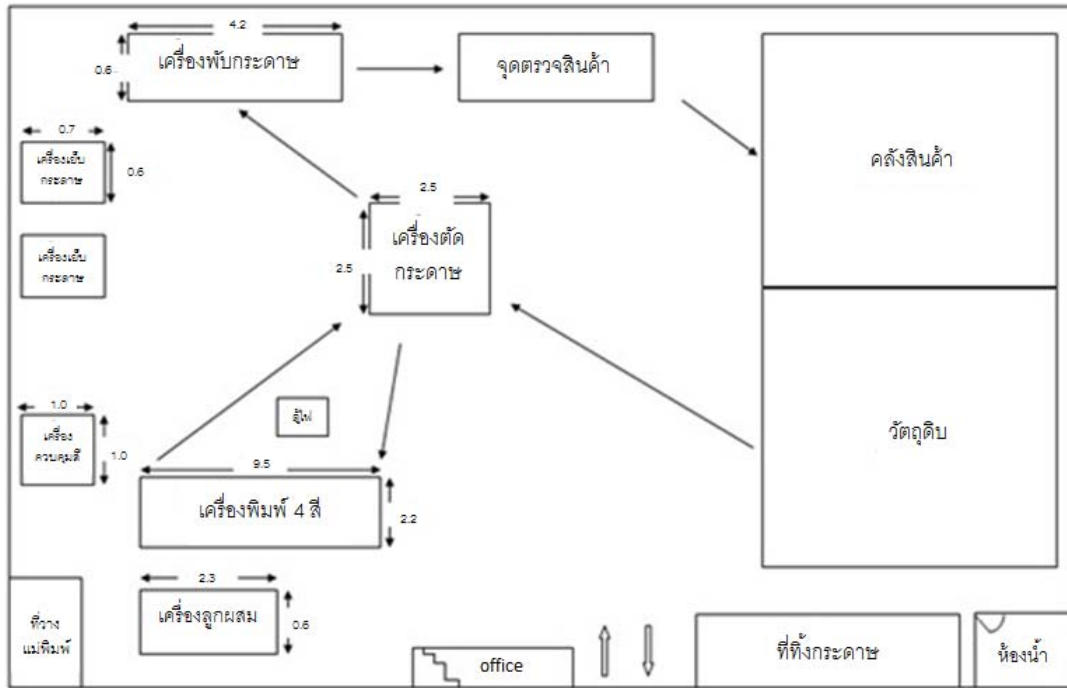 4.2
0.6
เครื่องพับกระดาษ
จุดตรวจสินค้า
คลังสินค้า
0.7
เครื่องเย็บ
กระดาษ
0.6
2.5
2.5
เครื่องตัด
กระดาษ
เครื่องเย็บ
กระดาษ
ตู้ไฟ
วัตถุดิบ
1.0
เครื่อง
ควบคุมสี
1.0
9.5
เครื่องพิมพ์ 4 สี
2.2
2.3
เครื่องลูกผสม
0.6
ที่วาง
แม่พิมพ์
office
ที่ทิ้งกระดาษ
ห้องน้ำ